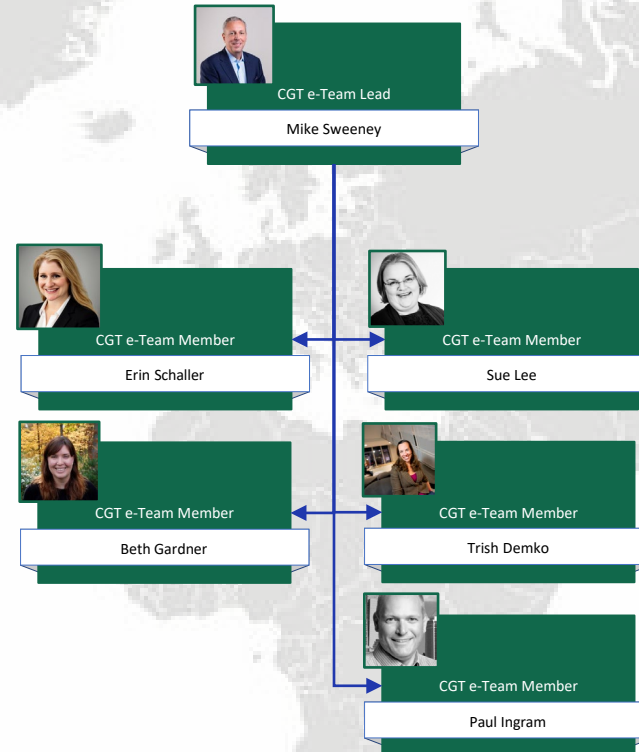 CGT e-Team Lead
Mike Sweeney
CGT e-Team Member
Erin Schaller
CGT e-Team Member
Sue Lee
CGT e-Team Member
Beth Gardner
CGT e-Team Member
Trish Demko
CGT e-Team Member
Paul Ingram